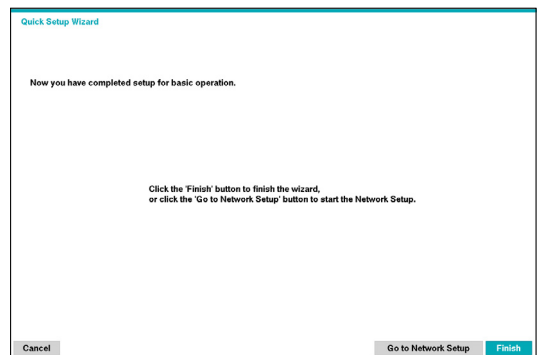 Quick Setup Wizard
Now you have completed setup for basic operation.
Click the 'Finish' button to finish the wizard,
or click the 'Go to Network Setup' button to start the Network Setup.
Cancel
Go to Network Setup
Finish